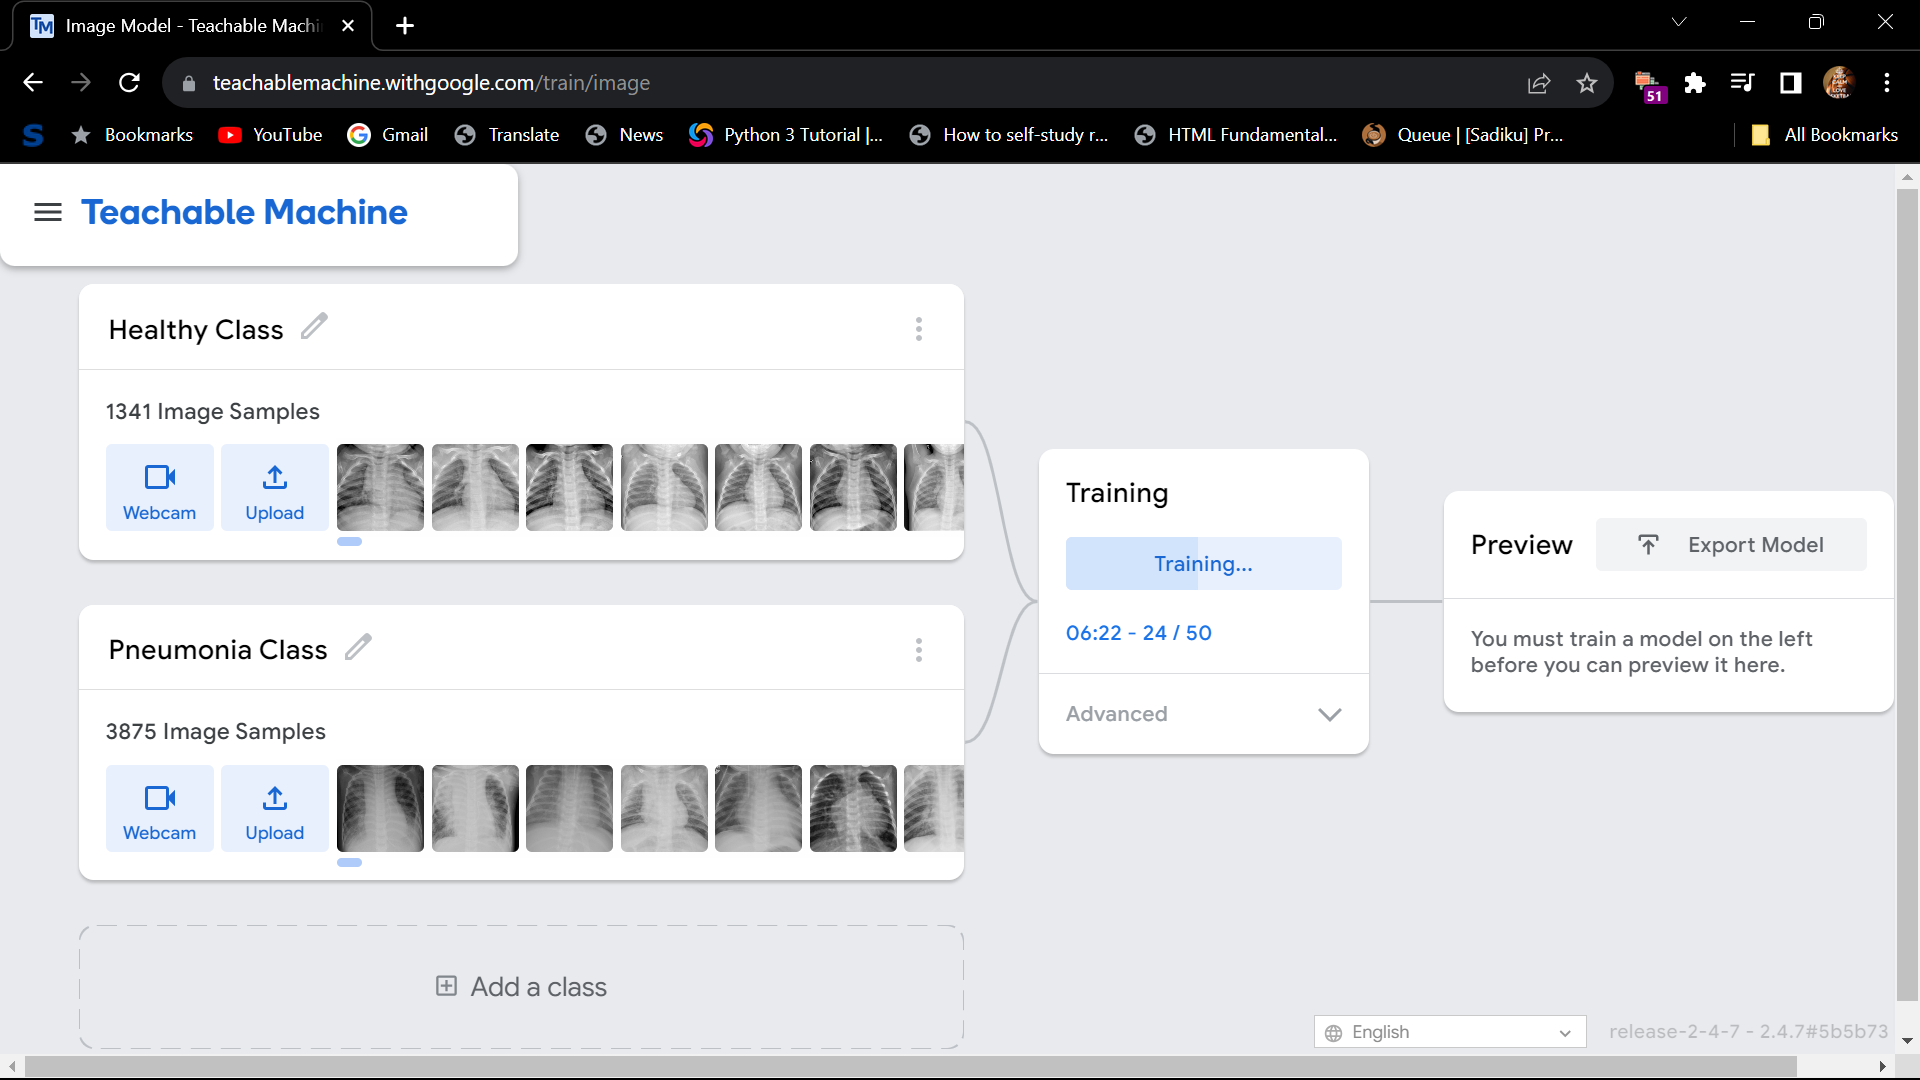 Image Model - Teachable Machi
teachablemachine.withgoogle.com/train/image
51
Bookmarks
YouTube
Gmail
Translate
News
Python 3 Tutorial |...
How to self-study r...
HTML Fundamental...
Queue | [Sadiku] Pr...
All Bookmarks
Teachable Machine
Healthy Class
1341 Image Samples
Webcam
Upload
Pneumonia Class
3875 Image Samples
Webcam
Upload
Add a class
Training
Training...
06:22 - 24 / 50
Advanced
Preview
Export Model
You must train a model on the left
before you can preview it here.
English
release-2-4-7 - 2.4.7#5b5b73